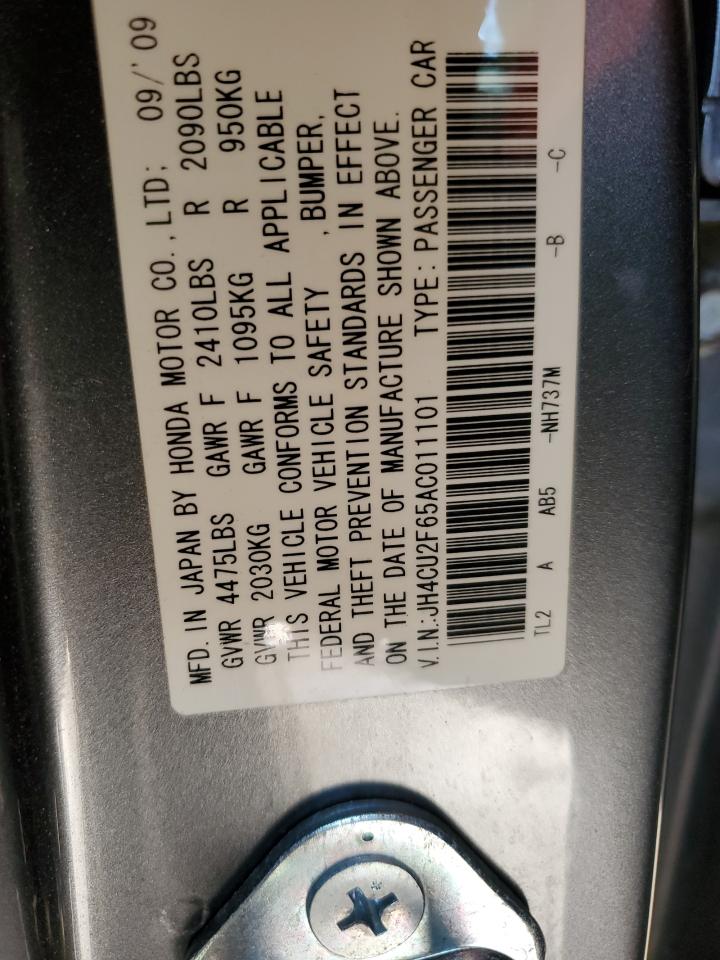 MFD. IN JAPAN BY HONDA MOTOR CO., LTD: 09/'09
GVWR 4475LBS GAWR F 2410LBS R 2090LBS
GVWR 2030KG GAWR F 1095KG R 950KG
THIS VEHICLE CONFORMS TO ALL APPLICABLE
FEDERAL MOTOR VEHICLE SAFETY , BUMPER,
AND THEFT PREVENTION STANDARDS IN EFFECT
ON THE DATE OF MANUFACTURE SHOWN ABOVE.
V.I.N.:JH4CU2F65AC011101 TYPE: PASSENGER CAR
TL2 A AB5 -NH737M -B -C